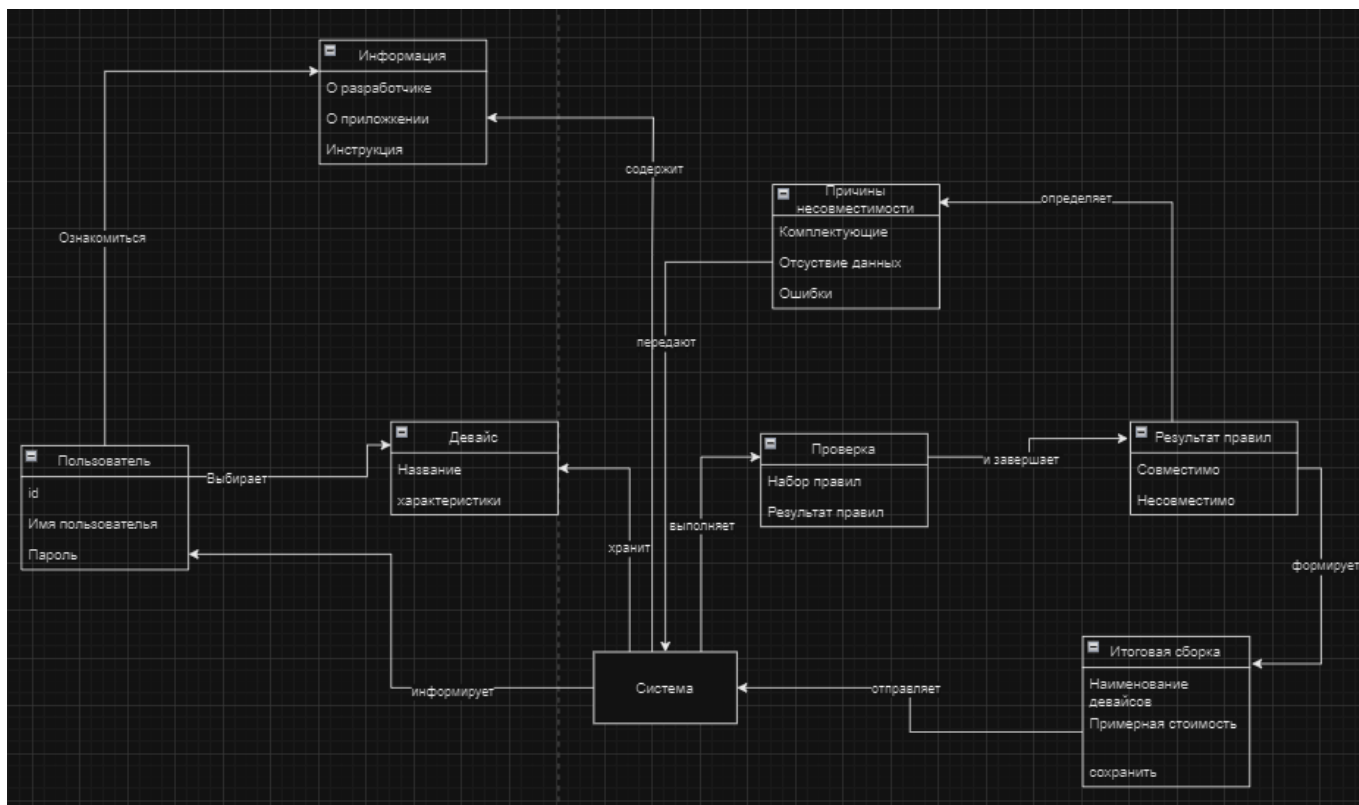 Информация
О разработчике
О приложкении
Инструкция
содержит
Ознакомиться
Причины
несовместимости
Комплектующие
Отсуствие данных
Ошибки
определяет
передают
Пользователь
id
Имя пользователья
Пароль
Выбирает
Девайс
Название
характеристики
хранит
выполняет
Проверка
Набор правил
Результат правил
и завершает
Результат правил
Совместимо
Несовместимо
формирует
информирует
Система
отправляет
Итоговая сборка
Наименование
девайсов
Примерная стоимость
сохранить